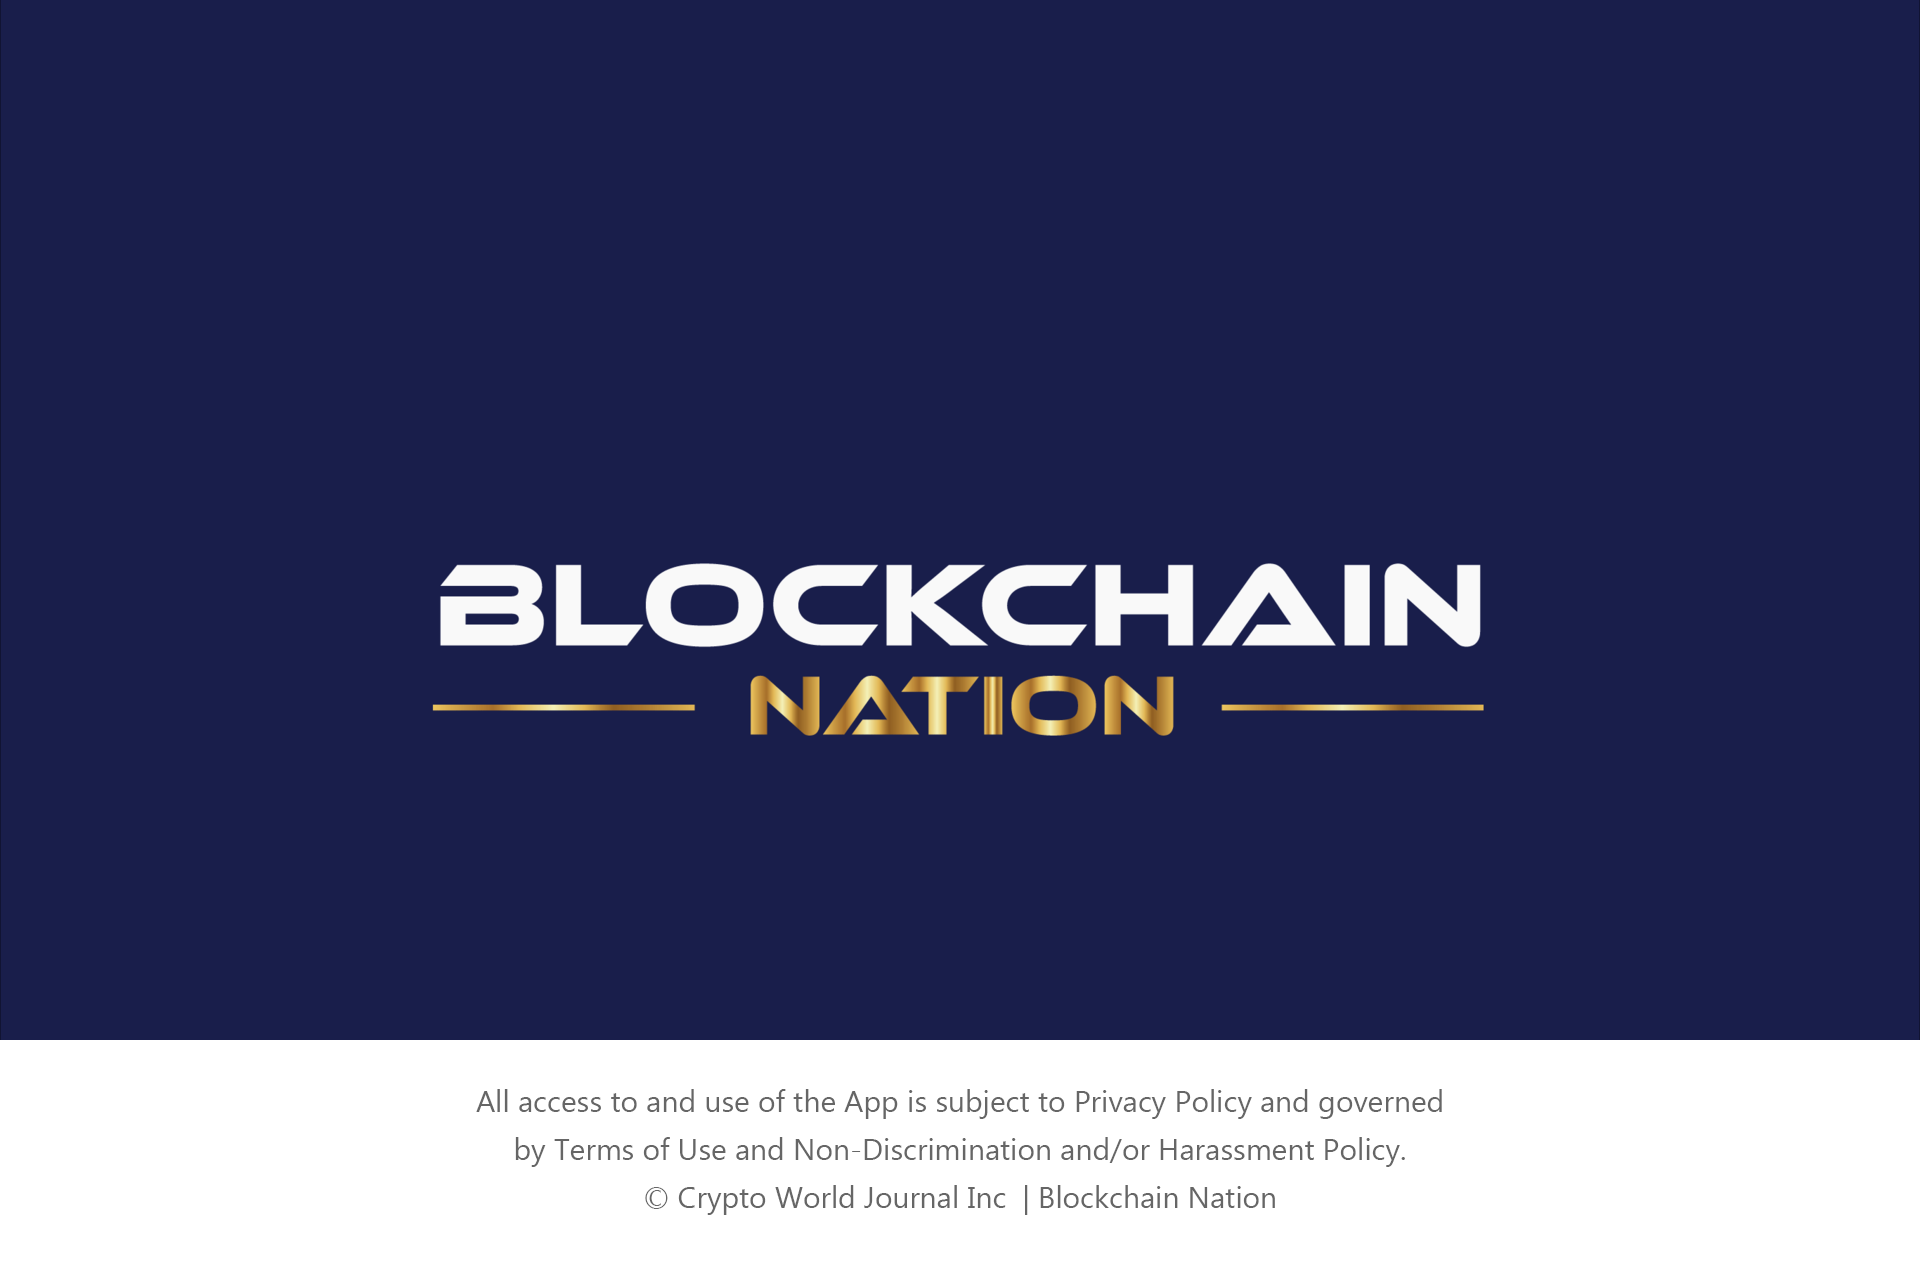 BLOCKCHAIN
NATION
All access to and use of the App is subject to Privacy Policy and governed
by Terms of Use and Non-Discrimination and/or Harassment Policy.
© Crypto World Journal Inc | Blockchain Nation